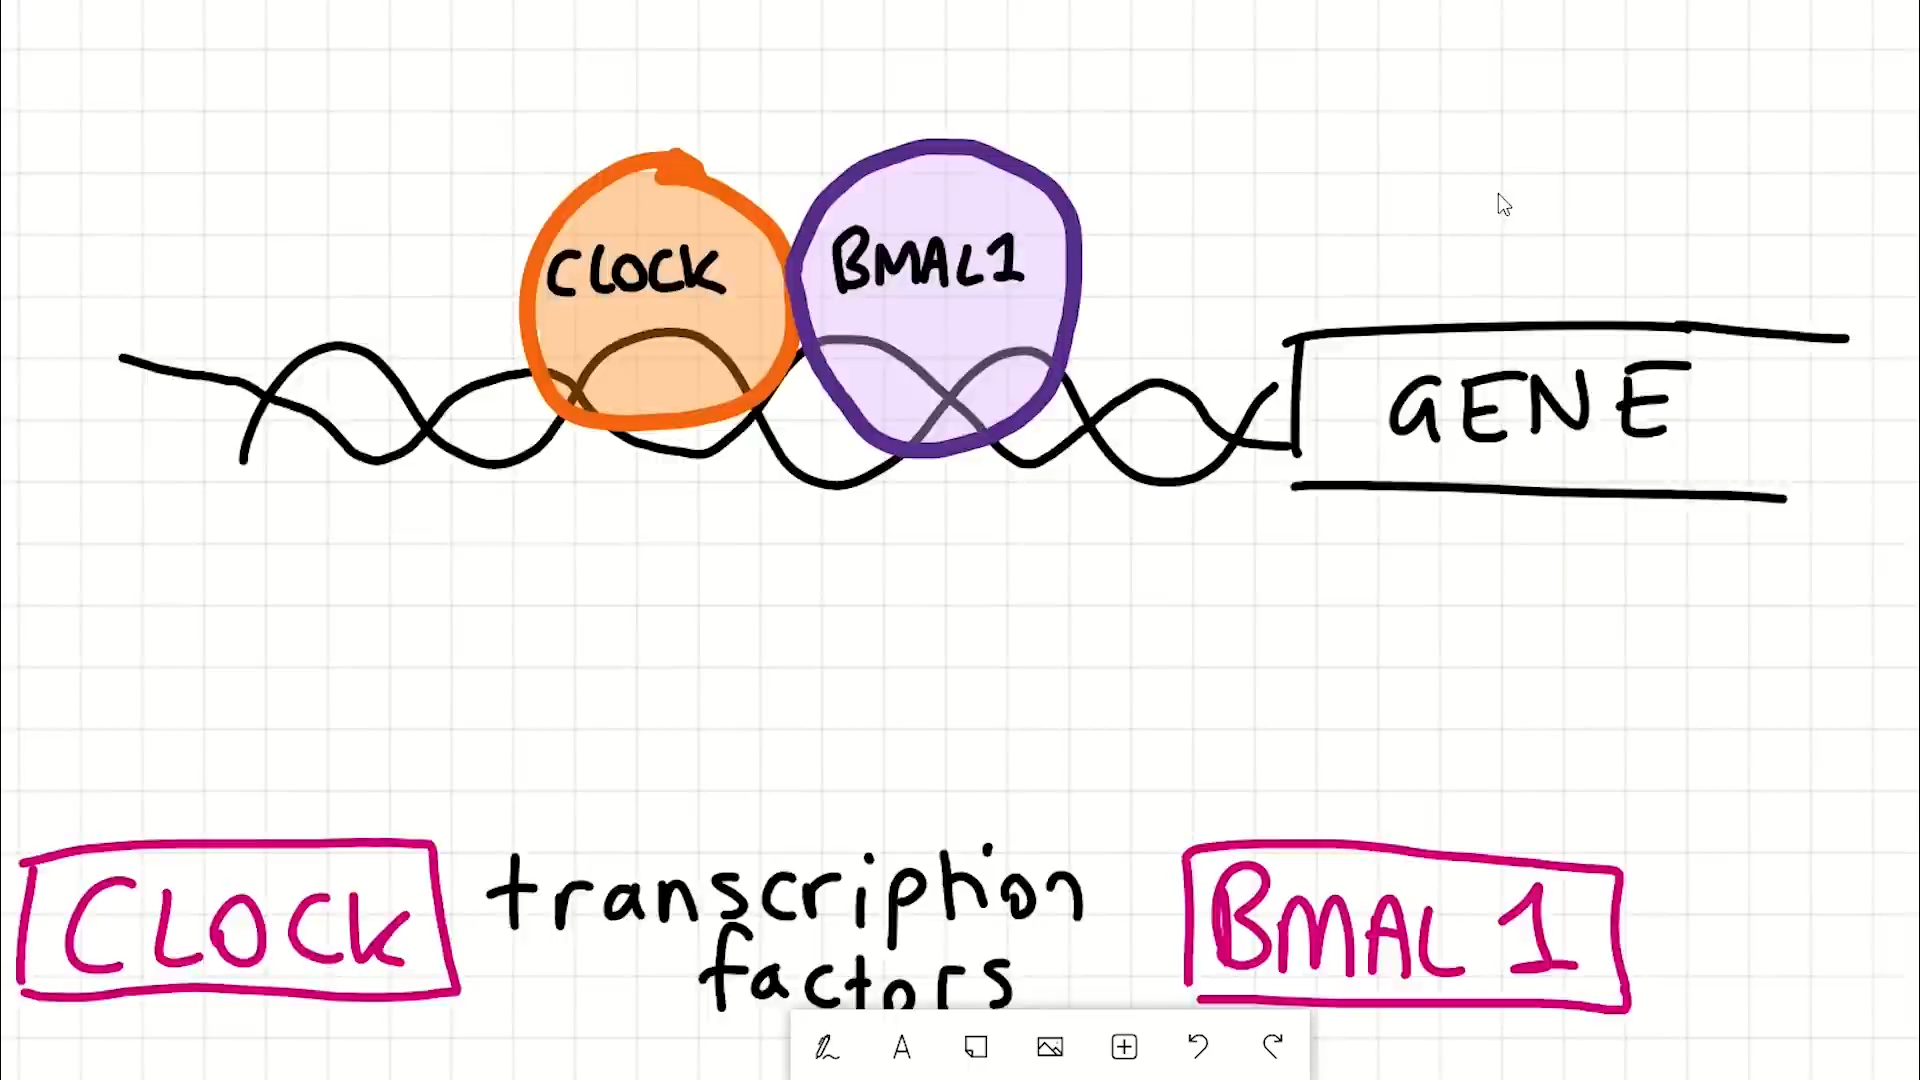 CLOCK
BMAL1
GENE
CLOCK
transcription
factors
BMAL 1
A